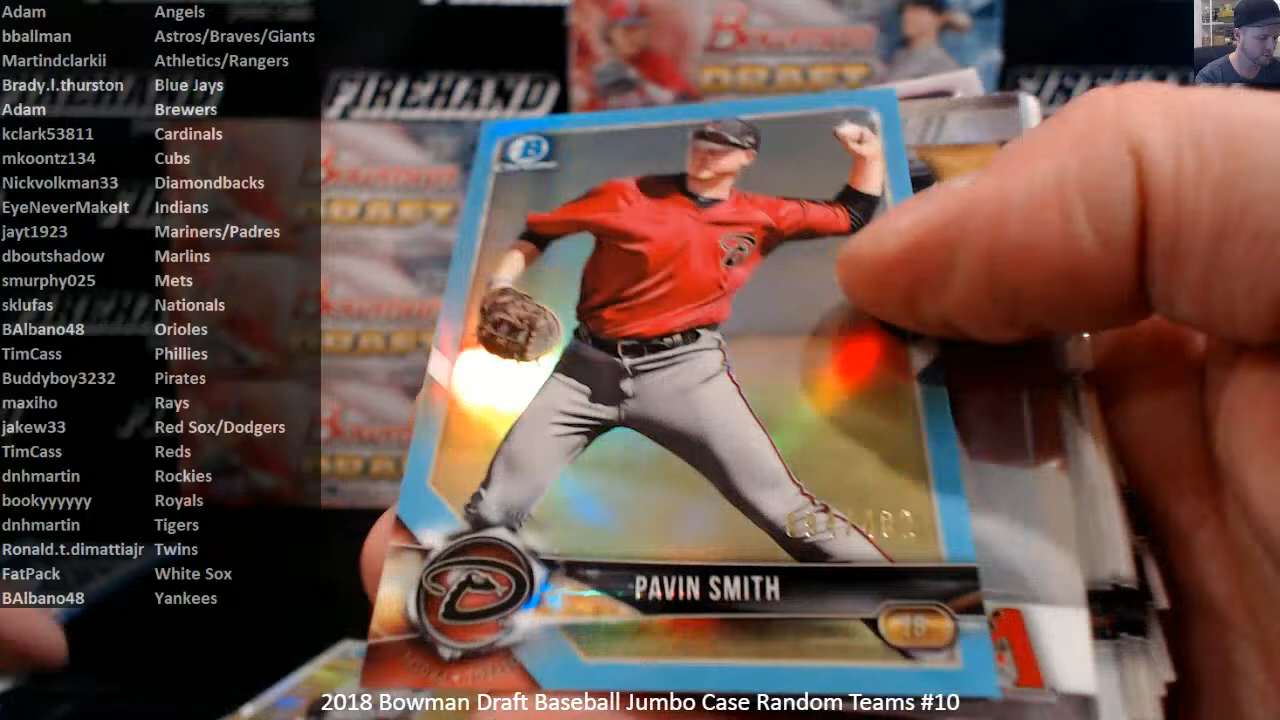 Adam Angels
bballman Astros/Braves/Giants
Martindclarkii Athletics/Rangers
Brady.l.thurston Blue Jays
Adam Brewers
kclark53811 Cardinals
mkoontz134 Cubs
Nickvolkman33 Diamondbacks
EyeNeverMakeIt Indians
jayt1923 Mariners/Padres
dboutshadow Marlins
smurphy025 Mets
sklufas Nationals
BAlbano48 Orioles
TimCass Phillies
Buddyboy3232 Pirates
maxiho Rays
jakew33 Red Sox/Dodgers
TimCass Reds
dnhmartin Rockies
bookyyyyyy Royals
dnhmartin Tigers
Ronald.t.dimattiajr Twins
FatPack White Sox
BAlbano48 Yankees
Bowman
DRAFT
FIREHAND
B
PAVIN SMITH
2018 Bowman Draft Baseball Jumbo Case Random Teams #10